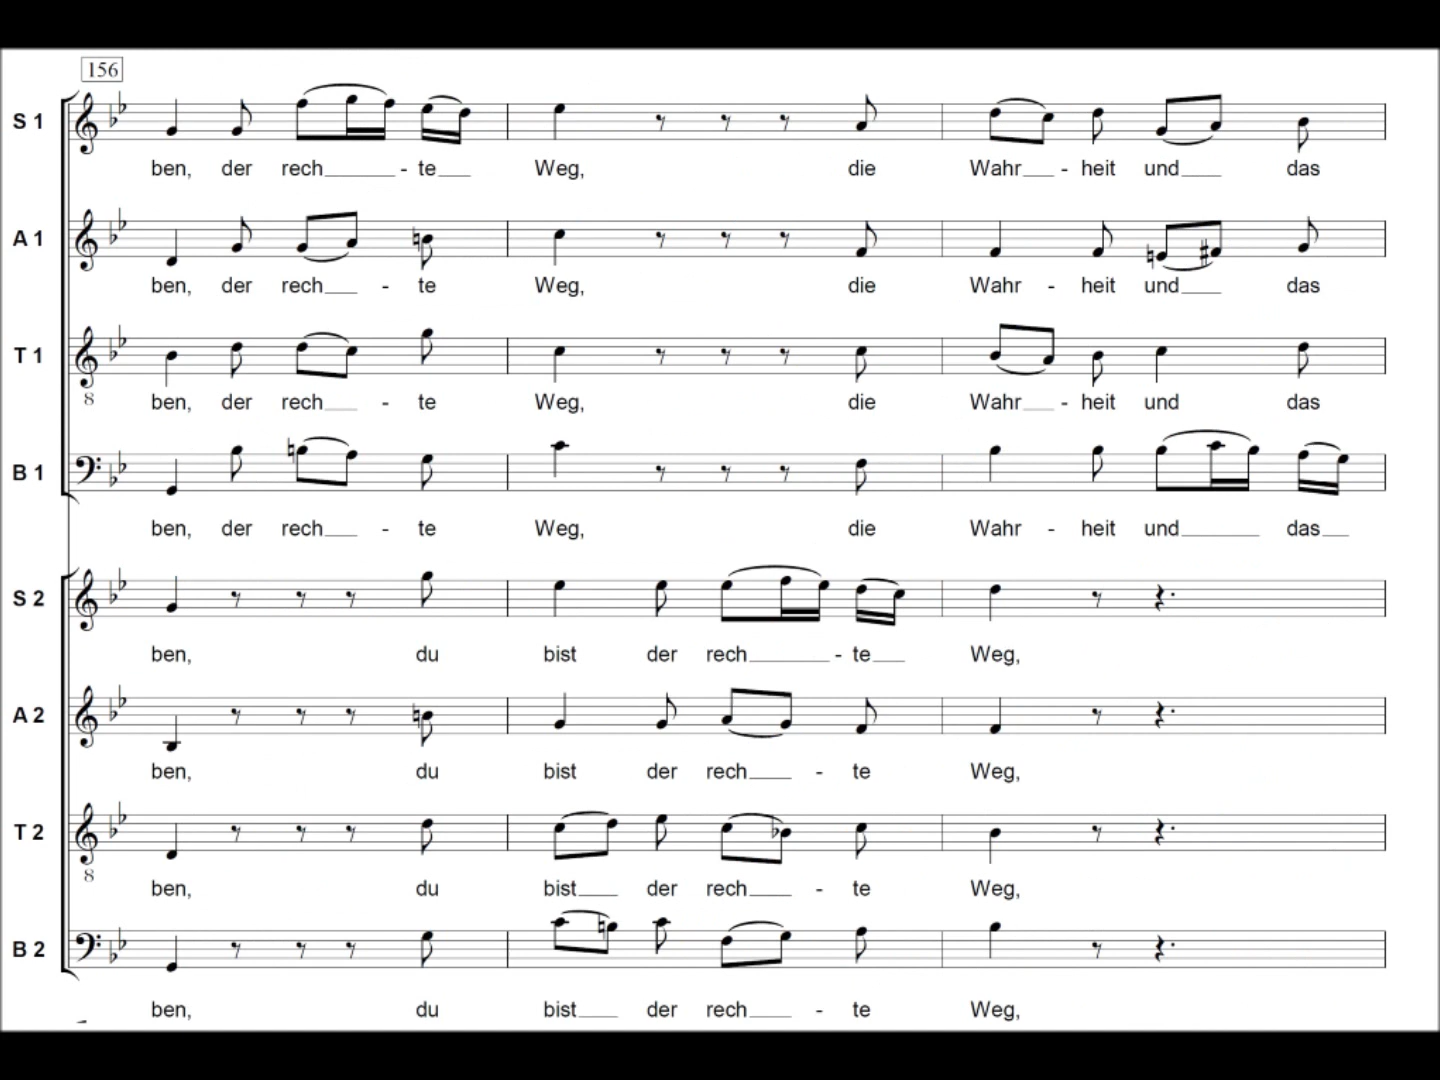 156
S 1
ben, der rech - te Weg, die Wahr - heit und das
A 1
ben, der rech - te Weg, die Wahr - heit und das
T 1
8
ben, der rech - te Weg, die Wahr - heit und das
B 1
ben, der rech - te Weg, die Wahr - heit und das
S 2
ben, du bist der rech - te Weg,
A 2
ben, du bist der rech - te Weg,
T 2
8
ben, du bist der rech - te Weg,
B 2
ben, du bist der rech - te Weg,